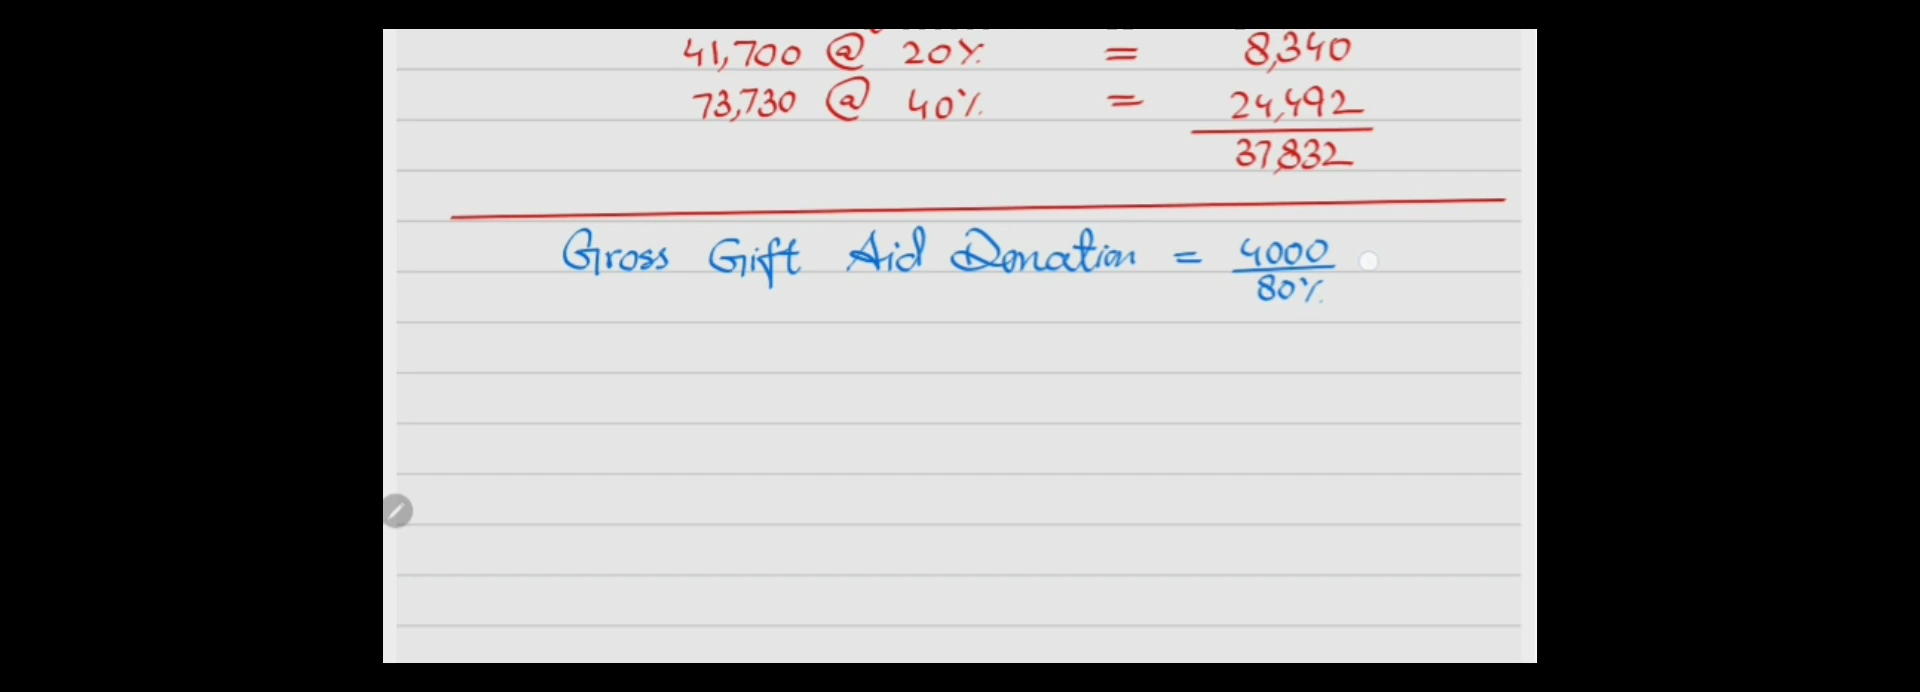 41,700 @ 20% = 8,340
73,730 @ 40% = 24,492
37,832
Gross Gift Aid Donation = 4000
80%